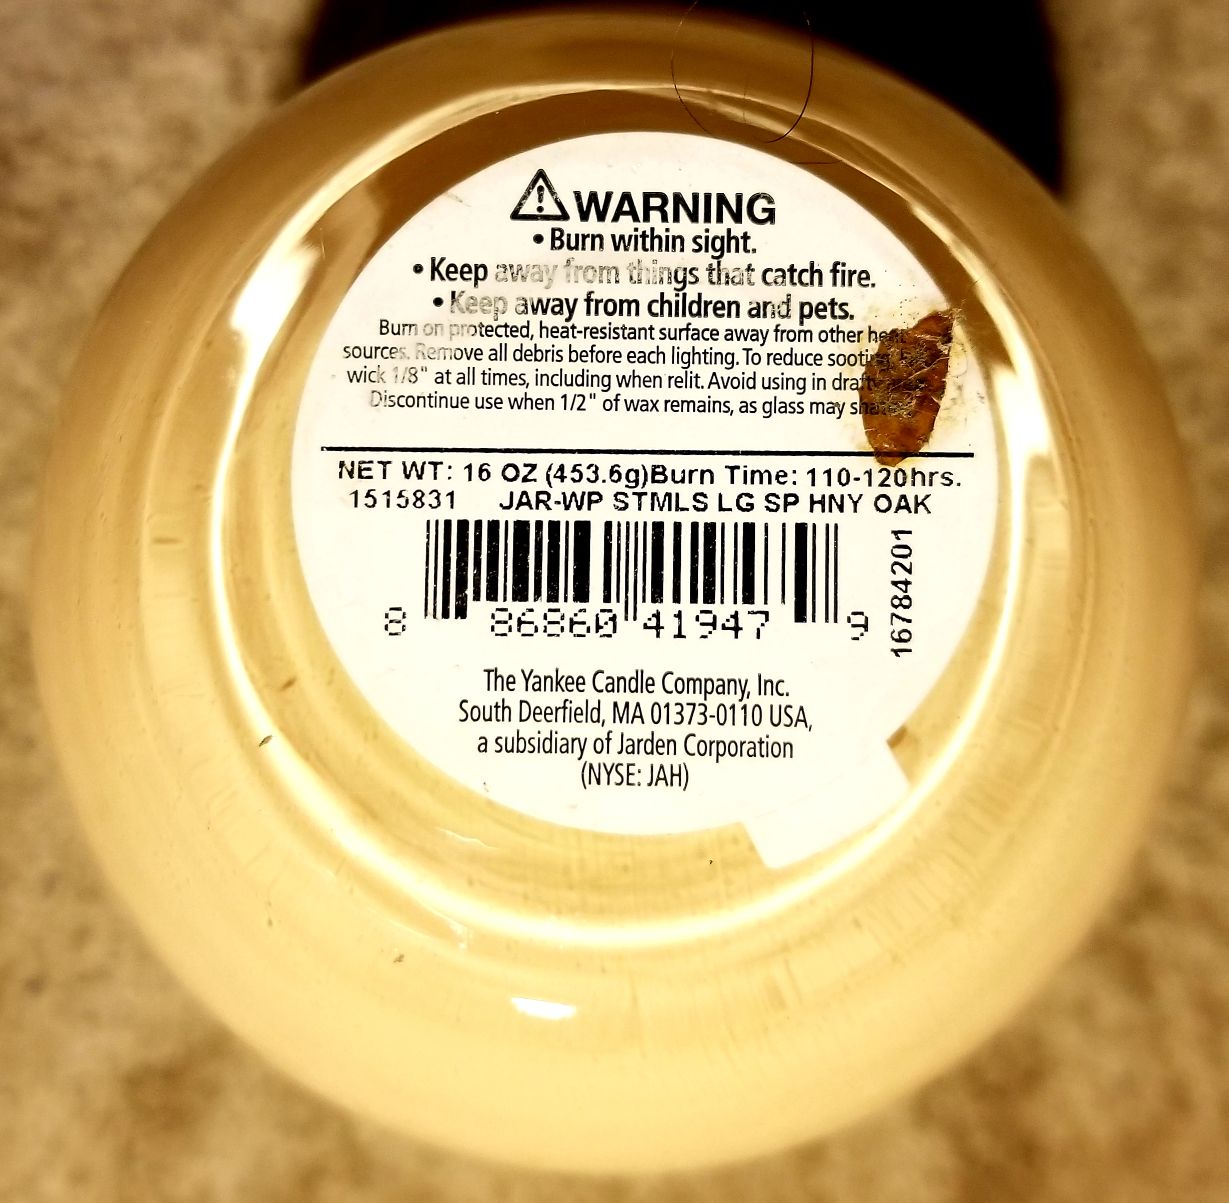 WARNING
• Burn within sight.
• Keep away from things that catch fire.
• Keep away from children and pets.
Burn on protected, heat-resistant surface away from other heat
sources. Remove all debris before each lighting. To reduce sooting,
wick 1/8" at all times, including when relit. Avoid using in draft
Discontinue use when 1/2" of wax remains, as glass may
NET WT: 16 OZ (453.6g)Burn Time: 110-120hrs.
1515831 JAR-WP STMLS LG SP HNY OAK
8 86860 41947 9
16784201
The Yankee Candle Company, Inc.
South Deerfield, MA 01373-0110 USA,
a subsidiary of Jarden Corporation
(NYSE: JAH)